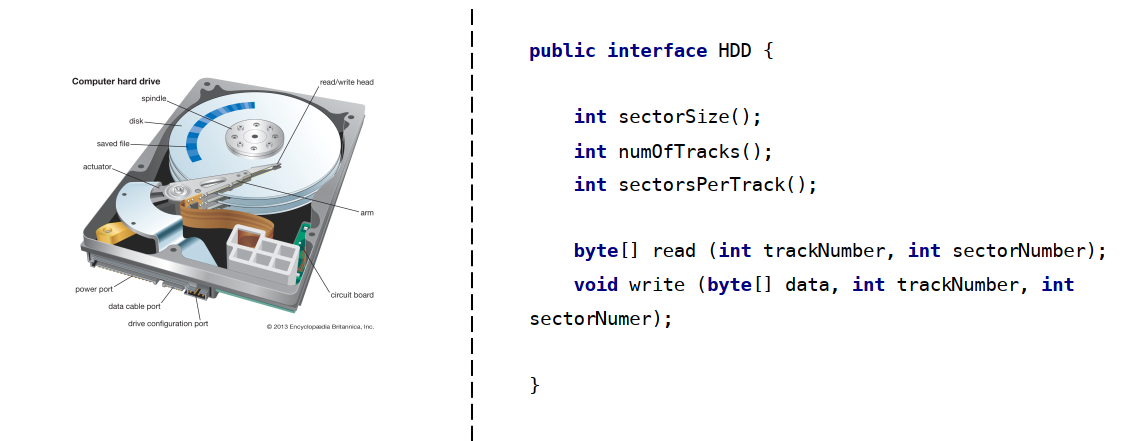 Computer hard drive
read/write head
spindle
disk
saved file
actuator
arm
power port
data cable port
drive configuration port
circuit board
© 2013 Encyclopædia Britannica, Inc.
public interface HDD {
int sectorSize();
int numOfTracks();
int sectorsPerTrack();
byte[] read (int trackNumber, int sectorNumber);
void write (byte[] data, int trackNumber, int
sectorNumer);
}